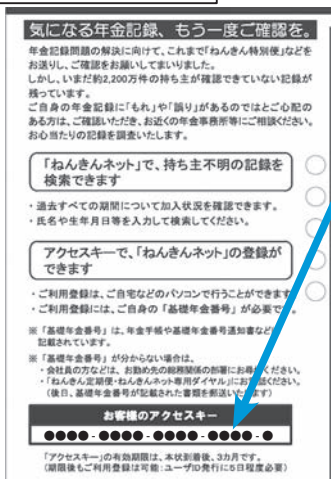 気になる年金記録、もう一度ご確認を。
年金記録問題の解決に向けて、これまで「ねんきん特別便」などを
お送りし、ご確認をお願いしてまいりました。
しかし、いまだ約2,200万件の持ち主が確認できていない記録が
残っています。
ご自身の年金記録に「もれ」や「誤り」があるのではとご心配の
ある方は、ご確認いただき、お近くの年金事務所等にご相談ください。
お心当たりの記録を調査いたします。
「ねんきんネット」で、持ち主不明の記録を
検索できます
・過去すべての期間について加入状況を確認できます。
・氏名や生年月日等を入力して検索してください。
アクセスキーで、「ねんきんネット」の登録が
できます
・ご利用登録は、ご自宅などのパソコンで行うことができます
・ご利用登録には、ご自身の「基礎年金番号」が必要で
※「基礎年金番号」は、年金手帳や基礎年金番号通知書など
記載されています。
※「基礎年金番号」が分からない場合は、
・会社員の方などは、お勤め先の総務関係の部署にお尋ねください。
・「ねんきん定期便・ねんきんネット専用ダイヤル」にお電話ください。
(後日、基礎年金番号が記載された書類を郵送いたします)
お客様のアクセスキー
●●●●-●●●●-●●●●-●●●●-●
「アクセスキー」の有効期限は、本状到着後、3カ月です。
(期限後もご利用登録は可能:ユーザID発行に5日程度必要)